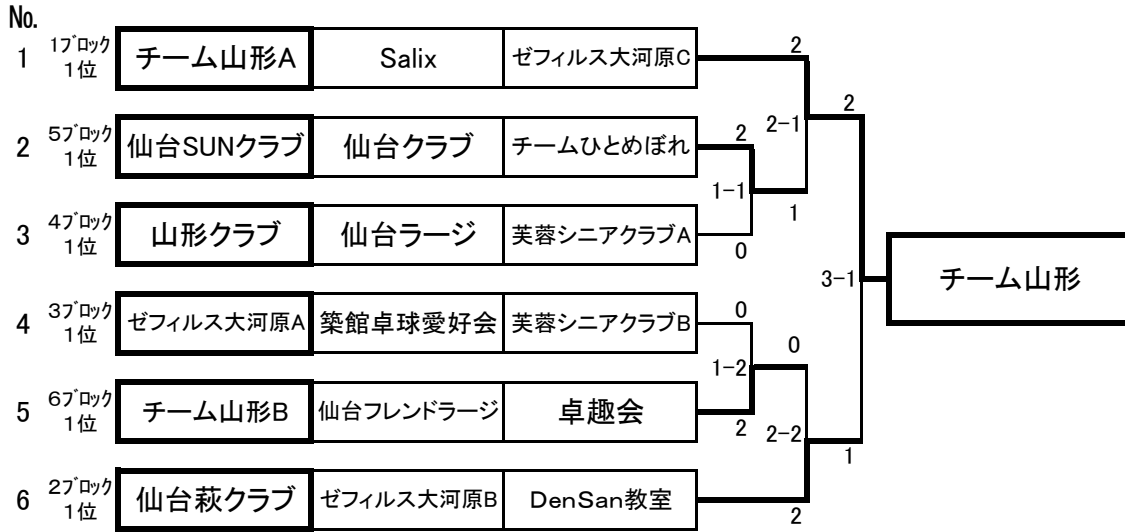 No.
1 1ブロック 1位 チーム山形A Salix ゼフィルス大河原C 2
2
2-1
2 5ブロック 1位 仙台SUNクラブ 仙台クラブ チームひとめぼれ 2
1-1
1
3 4ブロック 1位 山形クラブ 仙台ラージ 芙蓉シニアクラブA 0
3-1 チーム山形
4 3ブロック 1位 ゼフィルス大河原A 築館卓球愛好会 芙蓉シニアクラブB 0
0
1-2
5 6ブロック 1位 チーム山形B 仙台フレンドラージ 卓趣会 2
2-2
1
6 2ブロック 1位 仙台萩クラブ ゼフィルス大河原B DenSan教室 2